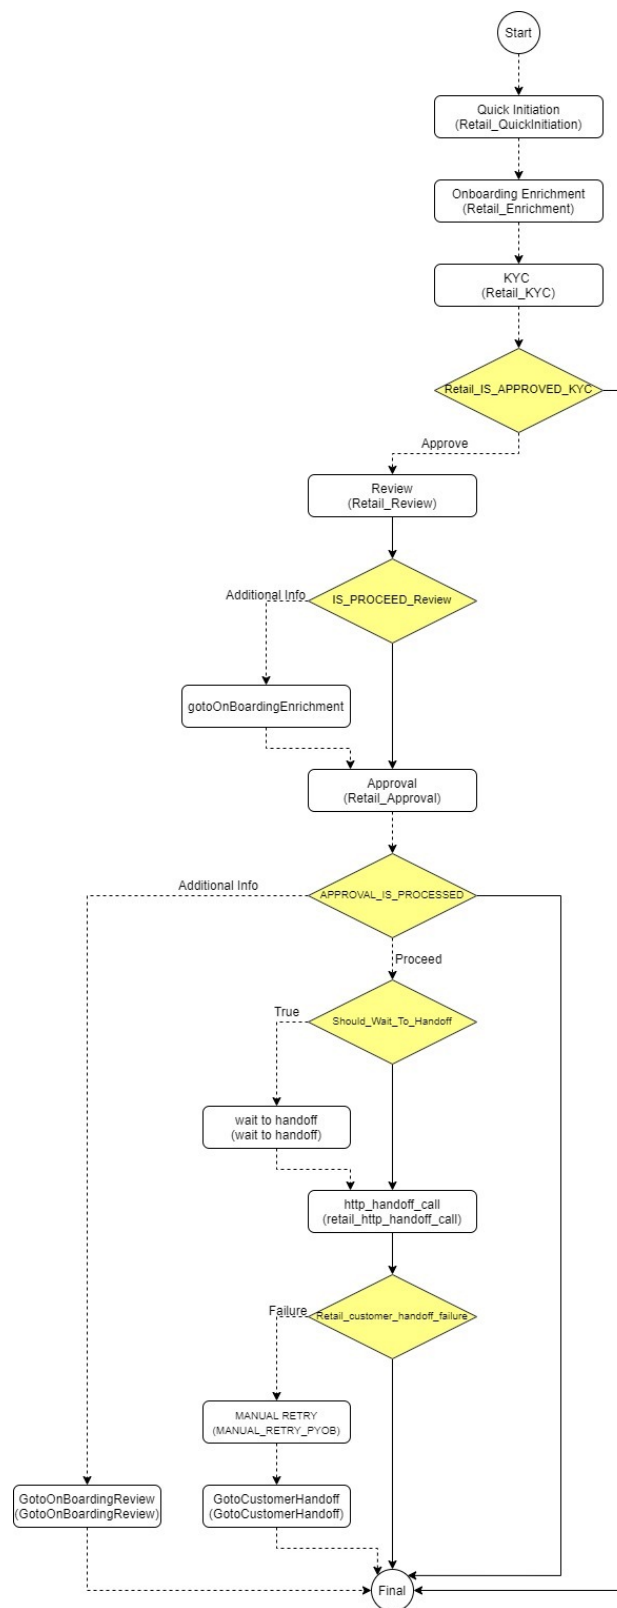 Start
Quick Initiation
(Retail_QuickInitiation)
Onboarding Enrichment
(Retail_Enrichment)
KYC
(Retail_KYC)
Retail_IS_APPROVED_KYC
Approve
Review
(Retail_Review)
Additional Info
IS_PROCEED_Review
gotoOnBoardingEnrichment
Approval
(Retail_Approval)
Additional Info
APPROVAL_IS_PROCESSED
Proceed
True
Should_Wait_To_Handoff
wait to handoff
(wait to handoff)
http_handoff_call
(retail_http_handoff_call)
Failure
Retail_customer_handoff_failure
MANUAL RETRY
(MANUAL_RETRY_PYOB)
GotoOnBoardingReview
(GotoOnBoardingReview)
GotoCustomerHandoff
(GotoCustomerHandoff)
Final